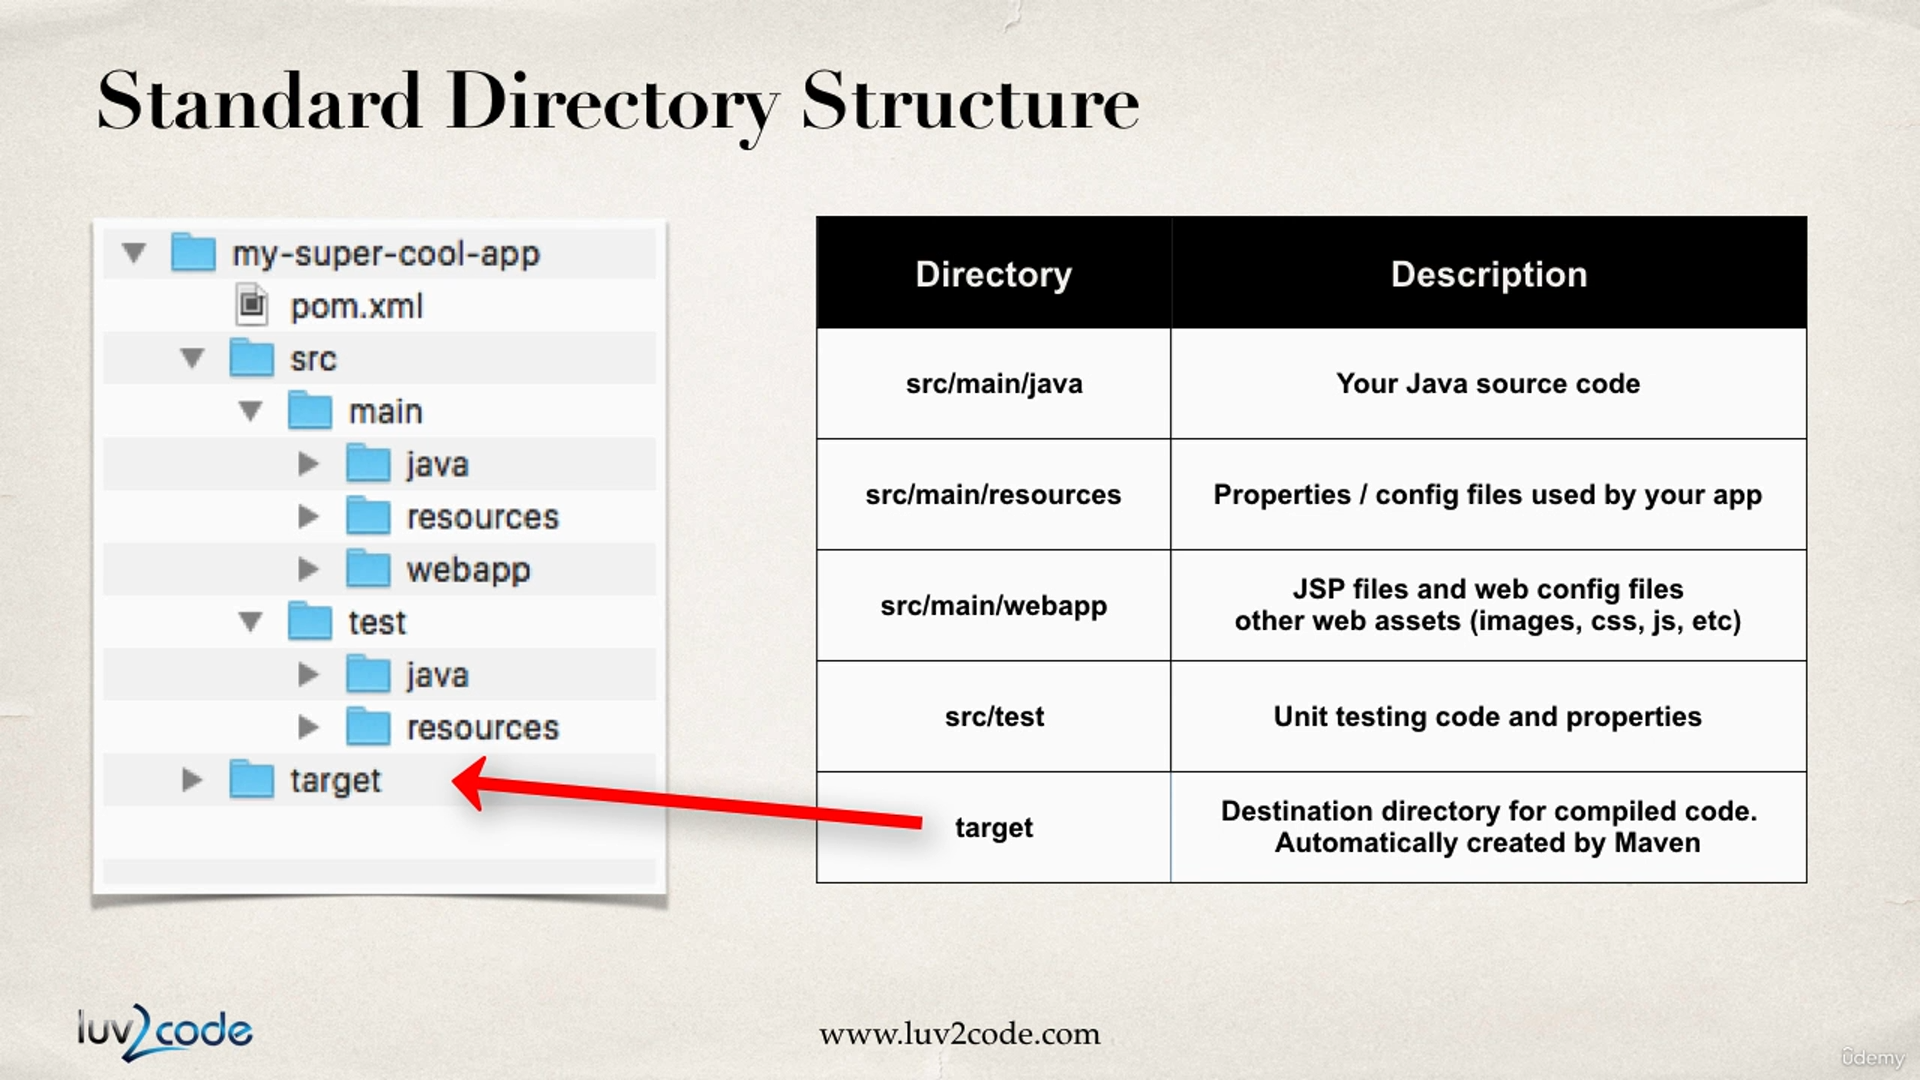 Standard Directory Structure
my-super-cool-app
pom.xml
src
main
java
resources
webapp
test
java
resources
target
Directory
Description
src/main/java
Your Java source code
src/main/resources
Properties / config files used by your app
src/main/webapp
JSP files and web config files
other web assets (images, css, js, etc)
src/test
Unit testing code and properties
target
Destination directory for compiled code.
Automatically created by Maven
luv2code
www.luv2code.com
ûdemy